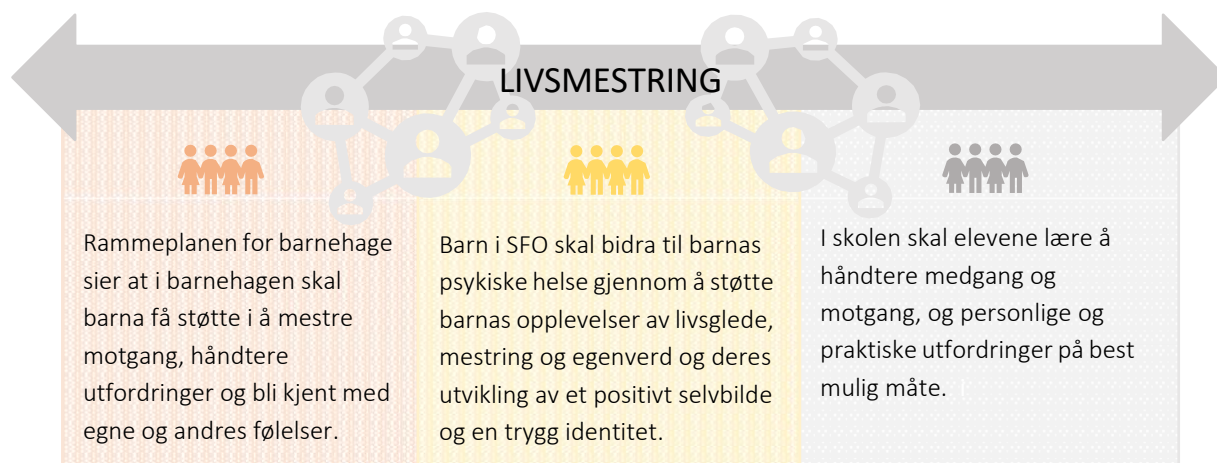 LIVSMESTRING
Rammeplanen for barnehage
sier at i barnehagen skal
barna få støtte i å mestre
motgang, håndtere
utfordringer og bli kjent med
egne og andres følelser.
Barn i SFO skal bidra til barnas
psykiske helse gjennom å støtte
barnas opplevelser av livsglede,
mestring og egenverd og deres
utvikling av et positivt selvbilde
og en trygg identitet.
I skolen skal elevene lære å
håndtere medgang og
motgang, og personlige og
praktiske utfordringer på best
mulig måte.